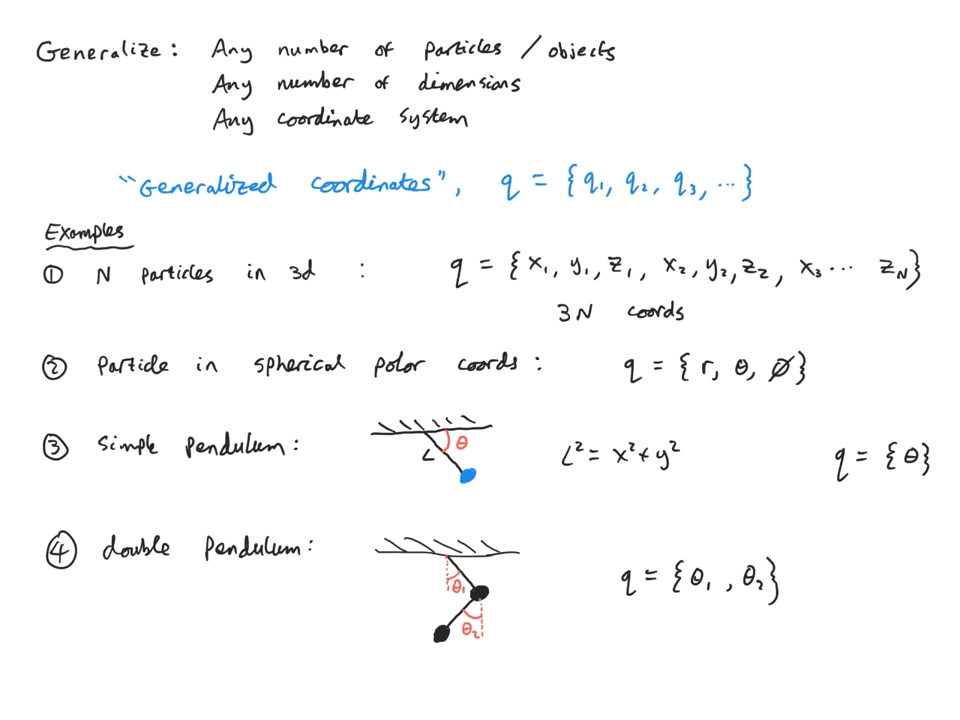 Generalize: Any number of particles / objects
Any number of dimensions
Any coordinate system
"Generalized coordinates", q = {q₁, q₂, q₃, ...}
Examples
① N particles in 3d : q = {x₁, y₁, z₁, x₂, y₂, z₂, x₃ ... z_N}
3N coords
② Particle in spherical polar coords : q = {r, θ, ø}
③ Simple pendulum : L θ L² = x² + y² q = {θ}
④ double pendulum : θ₁ θ₂ q = {θ₁, θ₂}